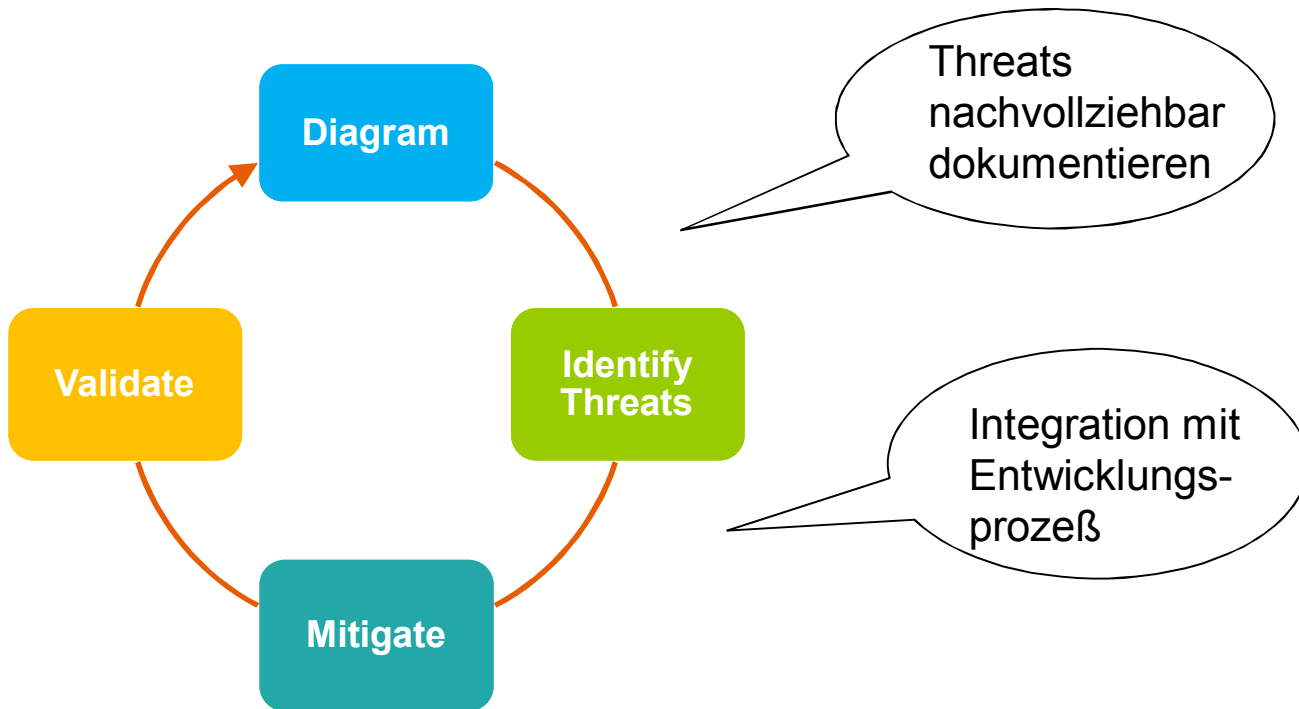 Diagram
Threats
nachvollziehbar
dokumentieren
Validate
Identify
Threats
Integration mit
Entwicklungs-
prozeß
Mitigate